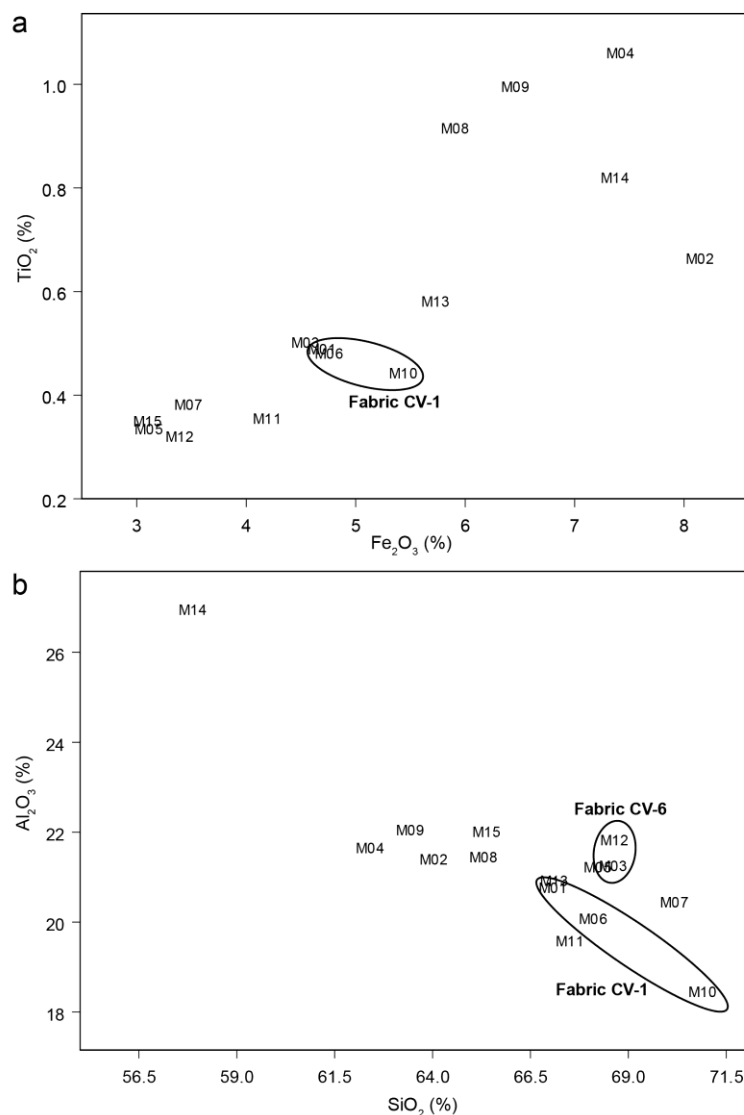 a
M04
1.0
M09
M08
0.8
M14
TiO₂ (%)
M02
0.6
M13
M03
M01
M06
M10
0.4
Fabric CV-1
M07
M15
M11
M05
M12
0.2
3 4 5 6 7 8
Fe₂O₃ (%)
b
M14
26
24
Al₂O₃ (%)
Fabric CV-6
22
M09
M15
M12
M04
M02
M08
M03
M05
M13
M01
M07
20
M06
M11
M10
Fabric CV-1
18
56.5 59.0 61.5 64.0 66.5 69.0 71.5
SiO₂ (%)